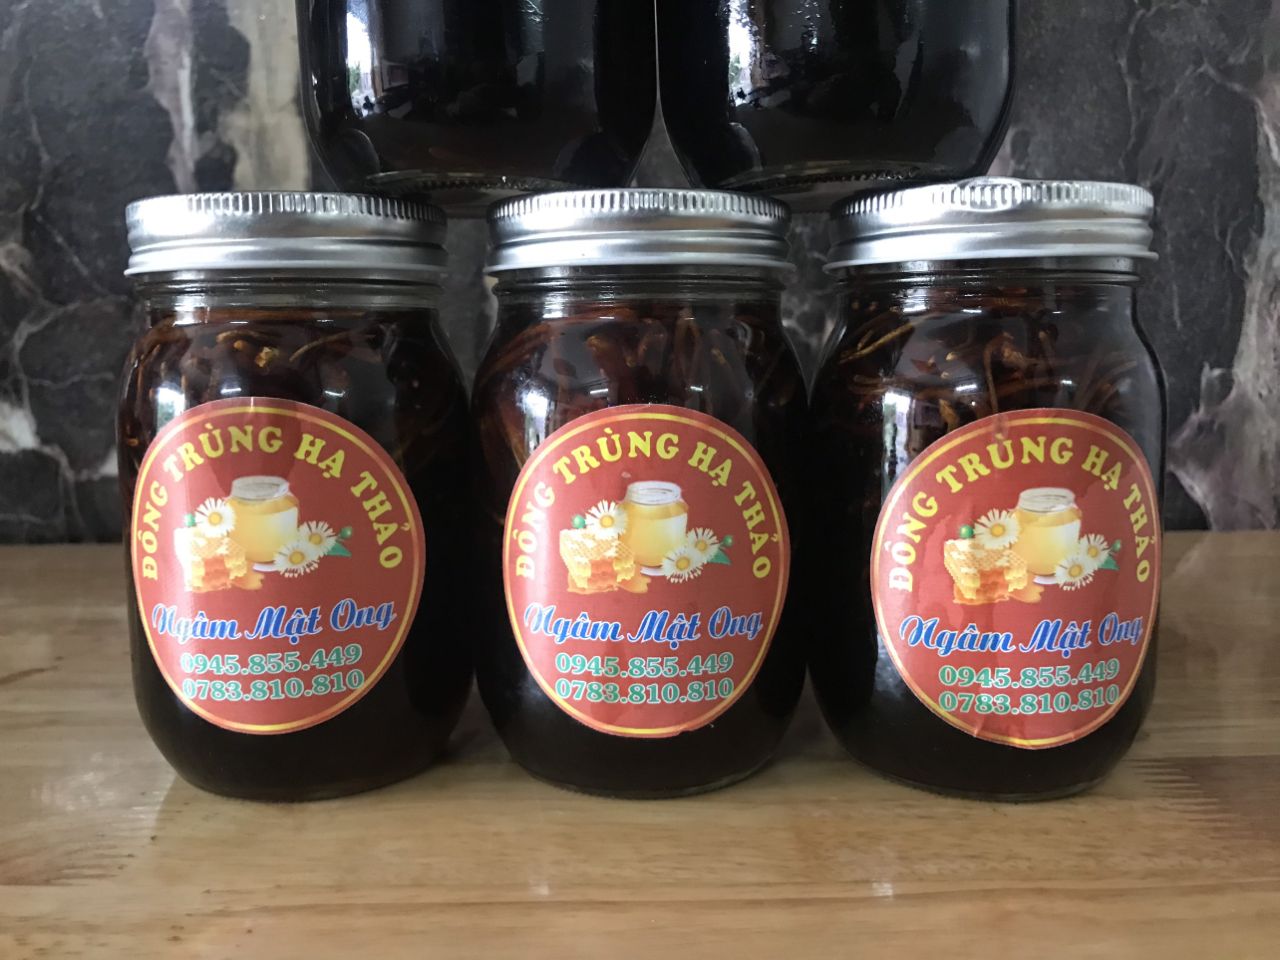 ĐÔNG TRÙNG HẠ THẢO
Ngâm Mật Ong
0945.855.449
0783.810.810
ĐÔNG TRÙNG HẠ THẢO
Ngâm Mật Ong
0945.855.449
0783.810.810
ĐÔNG TRÙNG HẠ THẢO
Ngâm Mật Ong
0945.855.449
0783.810.810